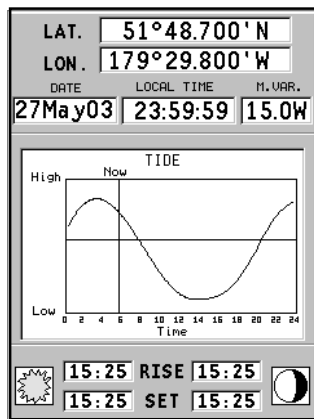 LAT. 51°48.700'N
LON. 179°29.800'W
DATE LOCAL TIME M.VAR.
27May03 23:59:59 15.0W
TIDE
High Now
Low
0 2 4 6 8 10 12 14 16 18 20 22 24
Time
15:25 RISE 15:25
15:25 SET 15:25